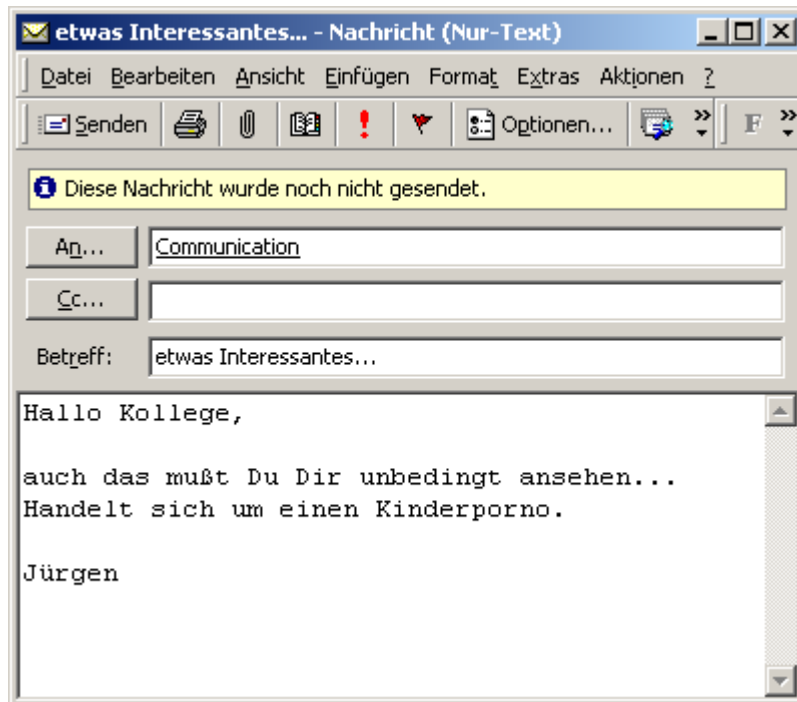 etwas Interessantes... - Nachricht (Nur-Text)
Datei Bearbeiten Ansicht Einfügen Format Extras Aktionen ?
Senden Optionen... F
Diese Nachricht wurde noch nicht gesendet.
An... Communication
Cc...
Betreff: etwas Interessantes...
Hallo Kollege,
auch das mußt Du Dir unbedingt ansehen...
Handelt sich um einen Kinderporno.
Jürgen